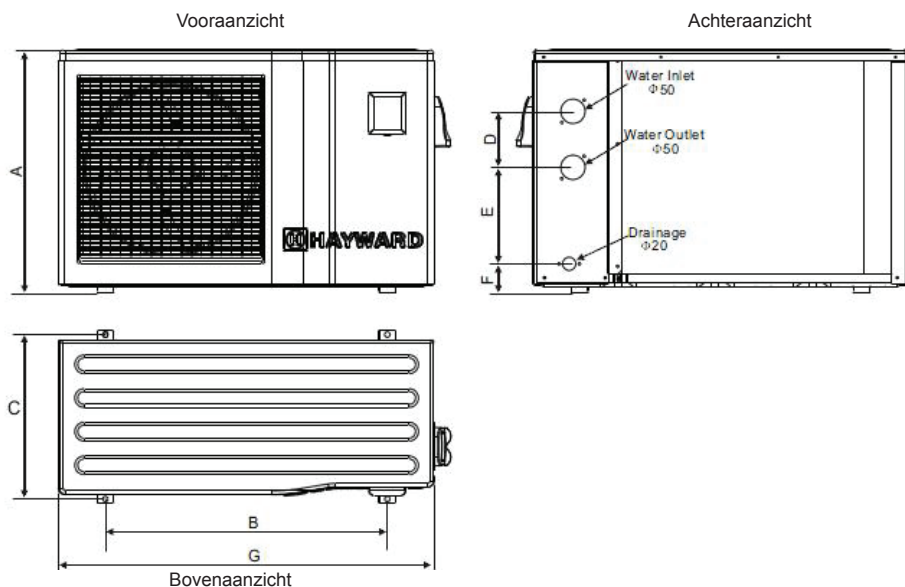 Vooraanzicht
Achteraanzicht
A
HAYWARD
Water Inlet
Φ50
D
Water Outlet
Φ50
E
Drainage
Φ20
F
C
B
G
Bovenaanzicht